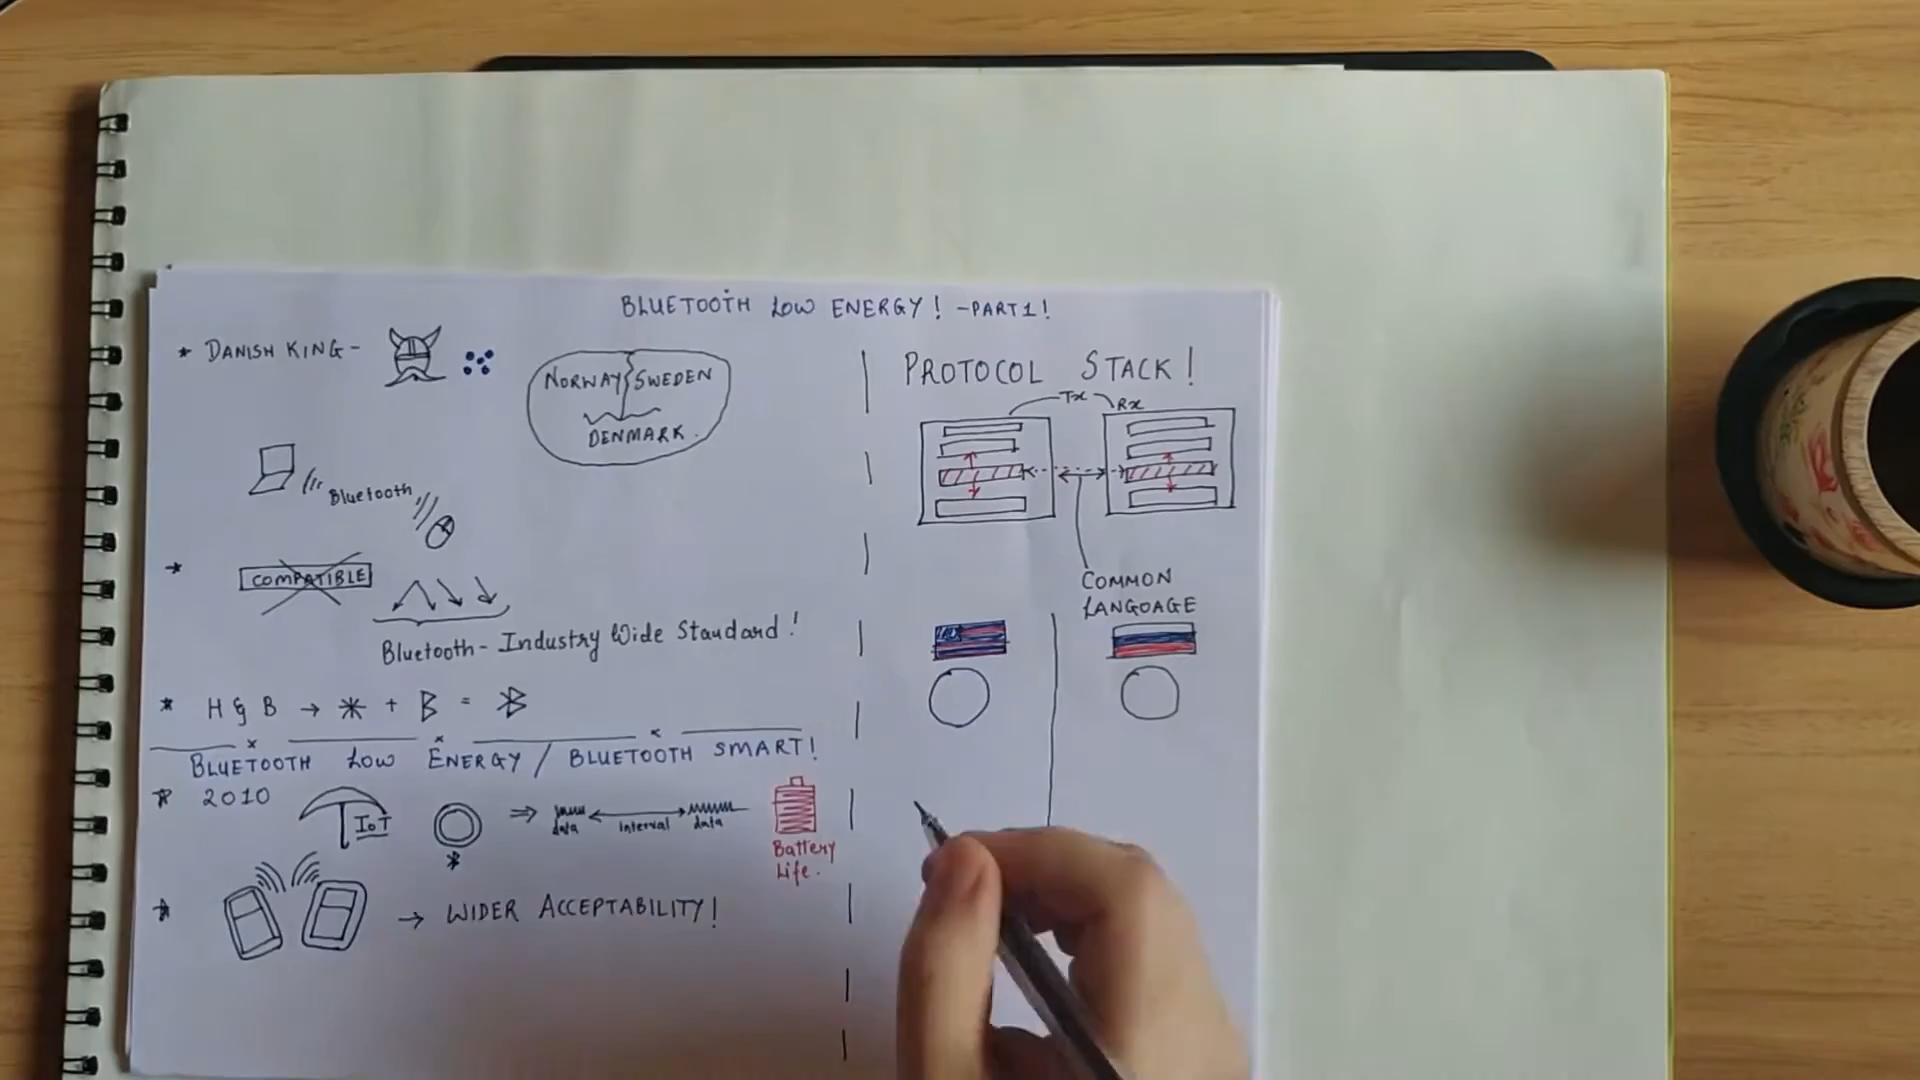 BLUETOOTH LOW ENERGY! -PART1!
* DANISH KING -
NORWAY SWEDEN
DENMARK.
Bluetooth
COMPATIBLE
Bluetooth - Industry Wide Standard!
* H & B → * + B =
BLUETOOTH LOW ENERGY / BLUETOOTH SMART!
* 2010
IoT
data interval data
Battery
Life.
* → WIDER ACCEPTABILITY!
PROTOCOL STACK!
Tx Rx
COMMON
LANGOAGE